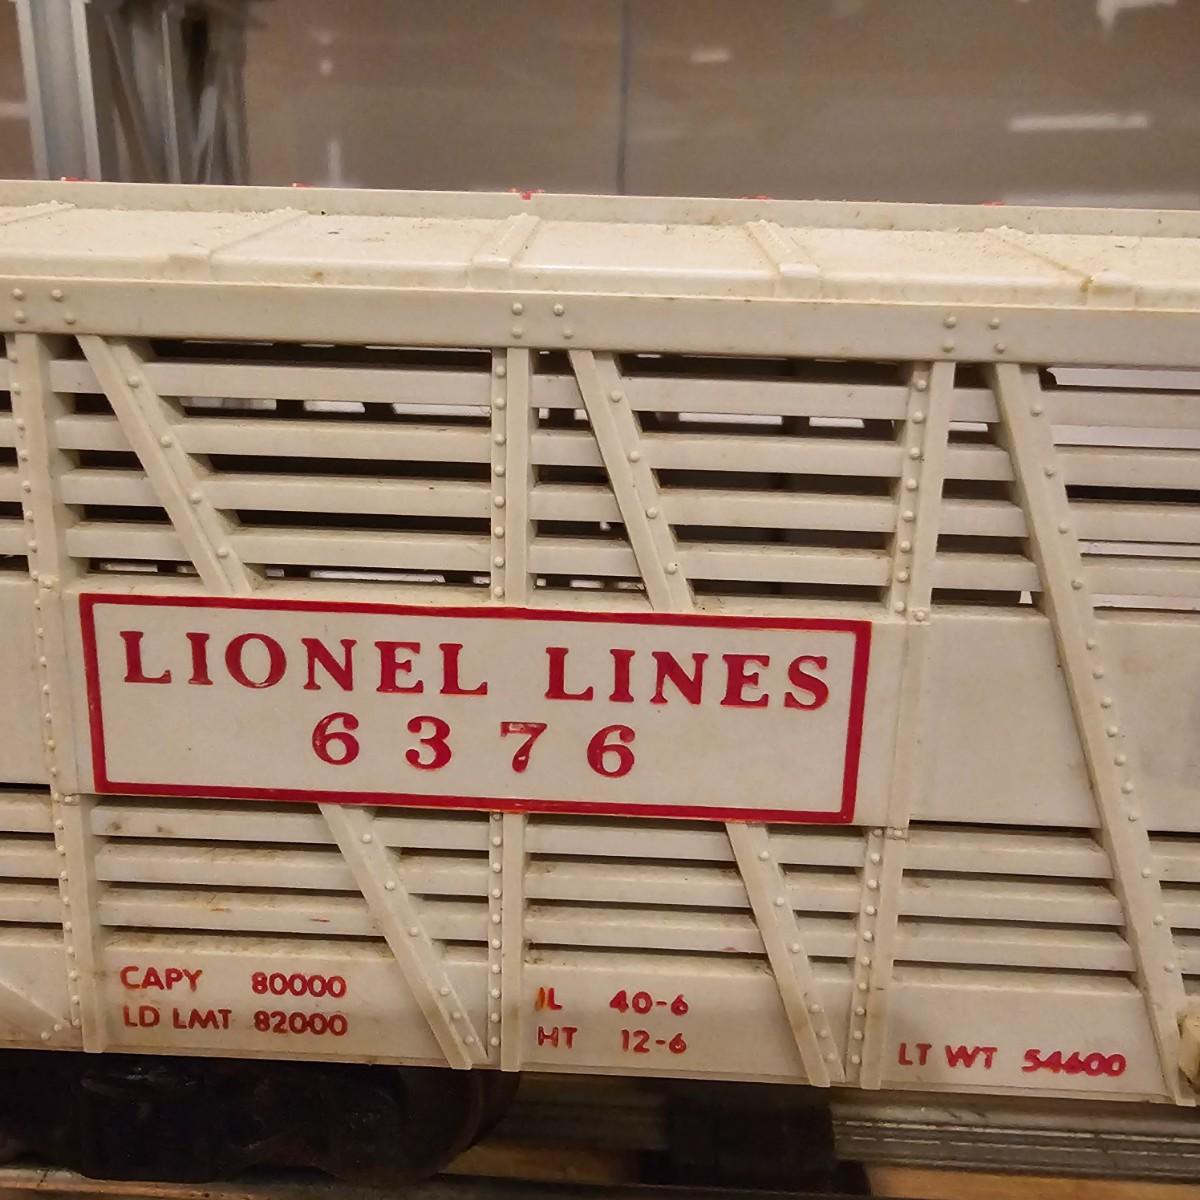 LIONEL LINES
6376
CAPY 80000
LD LMT 82000
IL 40-6
HT 12-6
LT WT 54600